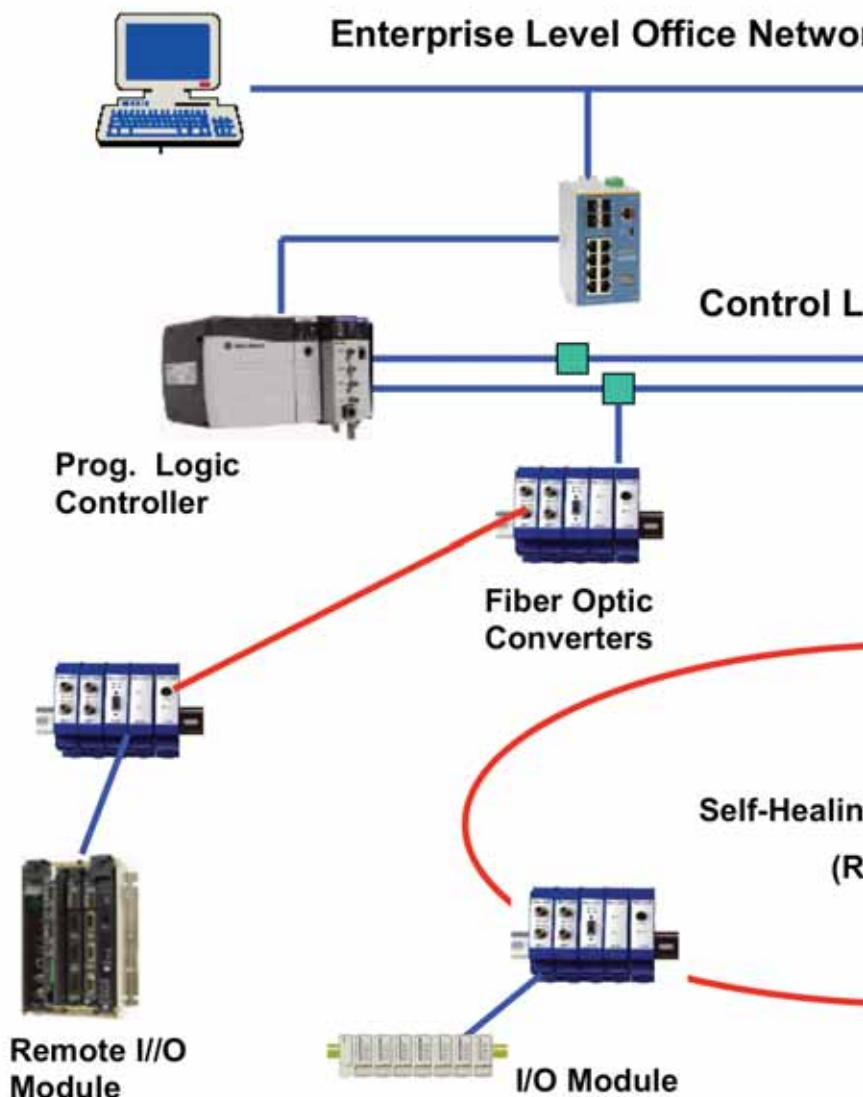 Enterprise Level Office Networ
Control L
Prog. Logic
Controller
Fiber Optic
Converters
Self-Healin
(R
Remote I//O
Module
I/O Module